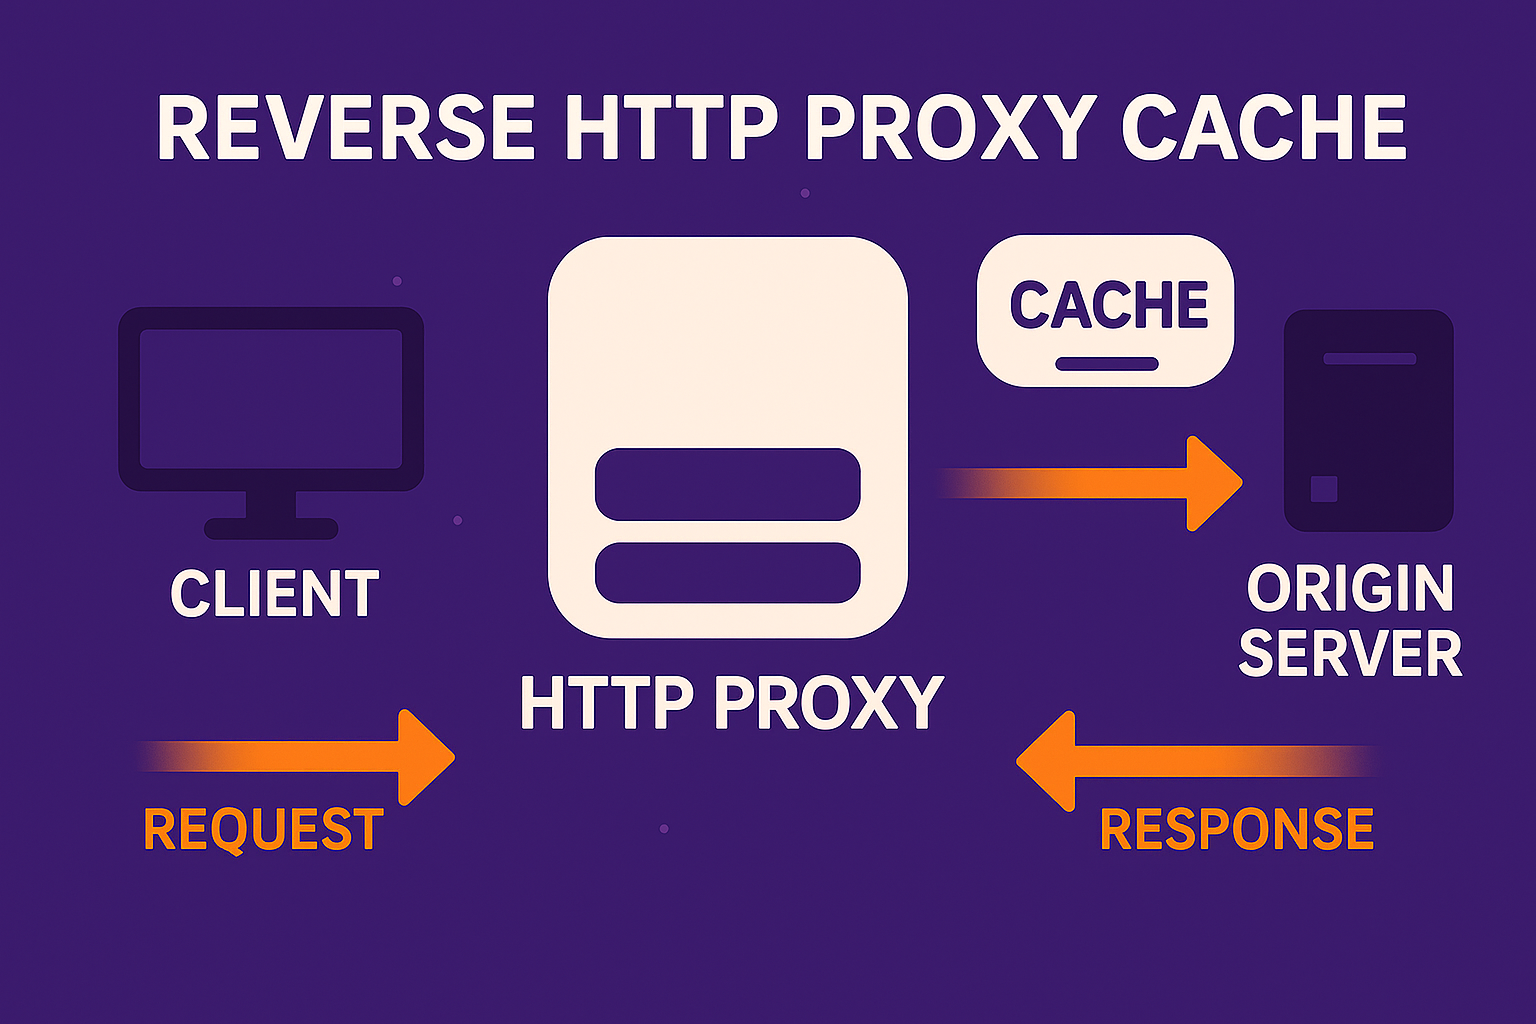 REVERSE HTTP PROXY CACHE
CACHE
CLIENT
HTTP PROXY
ORIGIN
SERVER
REQUEST
RESPONSE